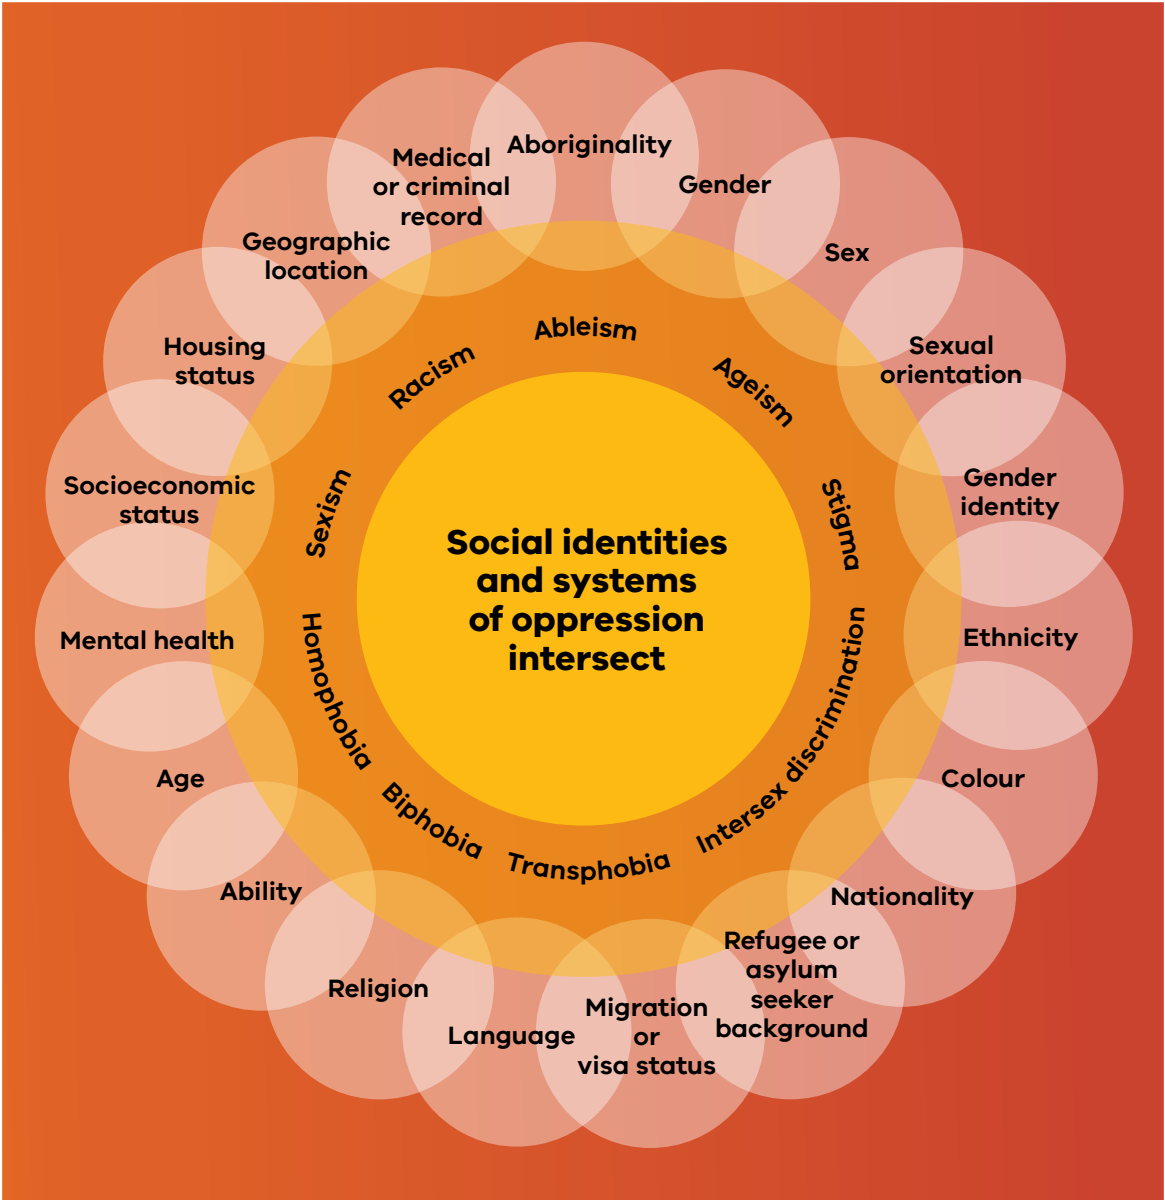 Aboriginality
Gender
Sex
Sexual
orientation
Gender
identity
Ethnicity
Colour
Nationality
Refugee or
asylum
seeker
background
Migration
or
visa status
Language
Religion
Ability
Age
Mental health
Socioeconomic
status
Housing
status
Geographic
location
Medical
or criminal
record
Ableism
Ageism
Stigma
Intersex discrimination
Transphobia
Biphobia
Homophobia
Sexism
Racism
Social identities
and systems
of oppression
intersect